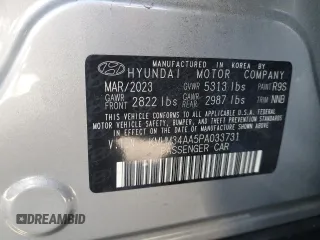 MANUFACTURED IN KOREA BY
HYUNDAI MOTOR COMPANY
MAR/2023 GVWR 5313 lbs PAINT R9S
GAWR FRONT 2822 lbs GAWR REAR 2987 lbs TRIM NNB
THIS VEHICLE CONFORMS TO ALL APPLICABLE U.S.A. FEDERAL
MOTOR VEHICLE SAFETY, BUMPER, AND THEFT PREVENTION
STANDARDS IN EFFECT ON THE DATE OF MANUFACTURE
SHOWN ABOVE.
34AA5PA033731
PASSENGER CAR
DREAMBID